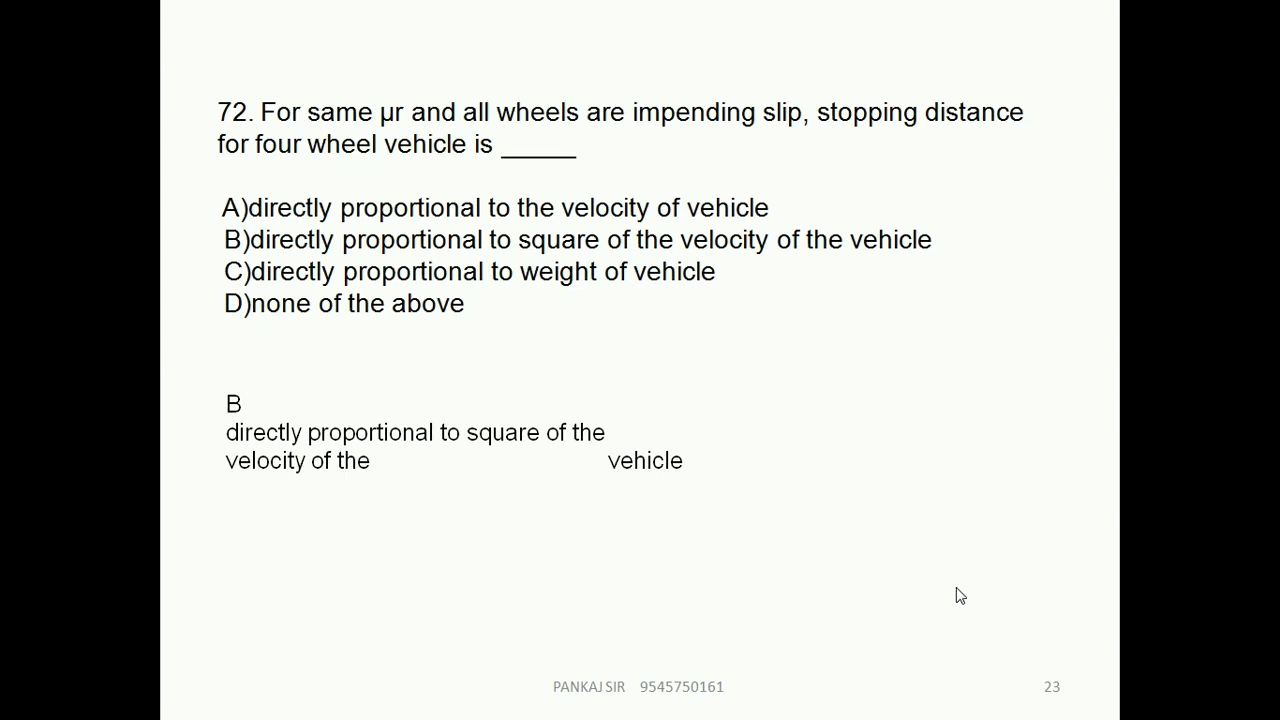 72. For same μr and all wheels are impending slip, stopping distance
for four wheel vehicle is _____
A)directly proportional to the velocity of vehicle
B)directly proportional to square of the velocity of the vehicle
C)directly proportional to weight of vehicle
D)none of the above
B
directly proportional to square of the
velocity of the vehicle
PANKAJ SIR 9545750161
23